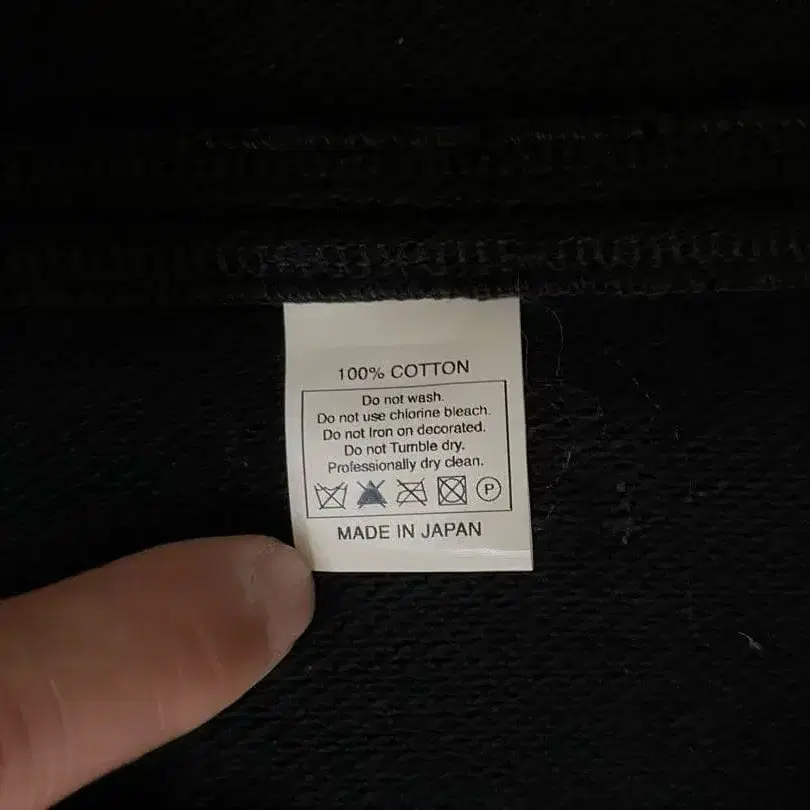 100% COTTON
Do not wash.
Do not use chlorine bleach.
Do not Iron on decorated.
Do not Tumble dry.
Professionally dry clean.
P
MADE IN JAPAN